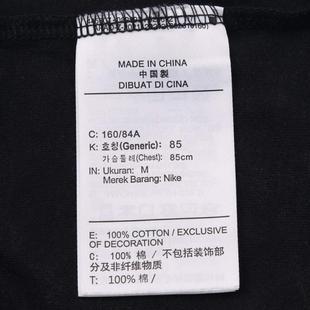 MADE IN CHINA
中国製
DIBUAT DI CINA
C: 160/84A
K: 호칭(Generic): 85
가슴둘레(Chest): 85cm
IN: Ukuran: M
Merek Barang: Nike
E: 100% COTTON / EXCLUSIVE
OF DECORATION
C: 100% 棉 / 不包括装饰部
分及非纤维物质
T: 100% 棉 /